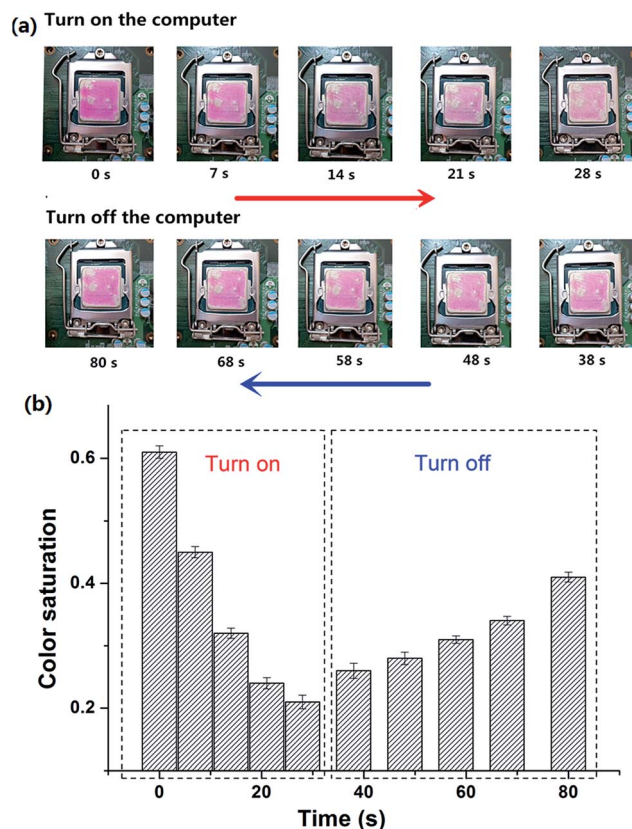 (a) Turn on the computer
0 s 7 s 14 s 21 s 28 s
Turn off the computer
80 s 68 s 58 s 48 s 38 s
(b)
Turn on Turn off
0.6
0.4
0.2
Color saturation
0 20 40 60 80
Time (s)